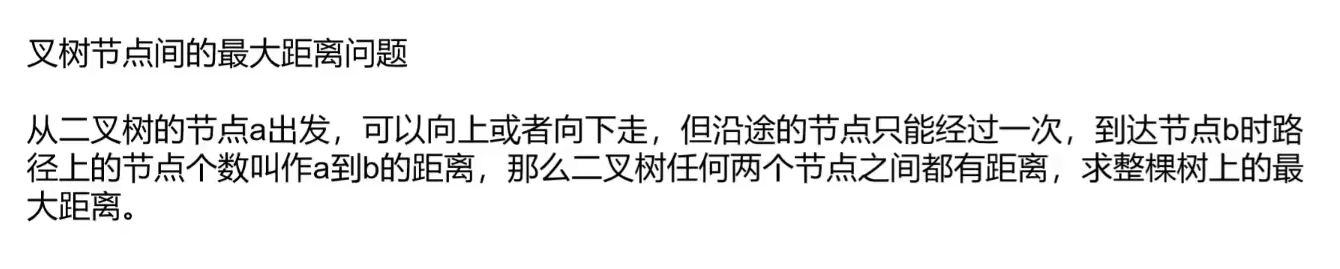 叉树节点间的最大距离问题
从二叉树的节点a出发，可以向上或者向下走，但沿途的节点只能经过一次，到达节点b时路
径上的节点个数叫作a到b的距离，那么二叉树任何两个节点之间都有距离，求整棵树上的最
大距离。